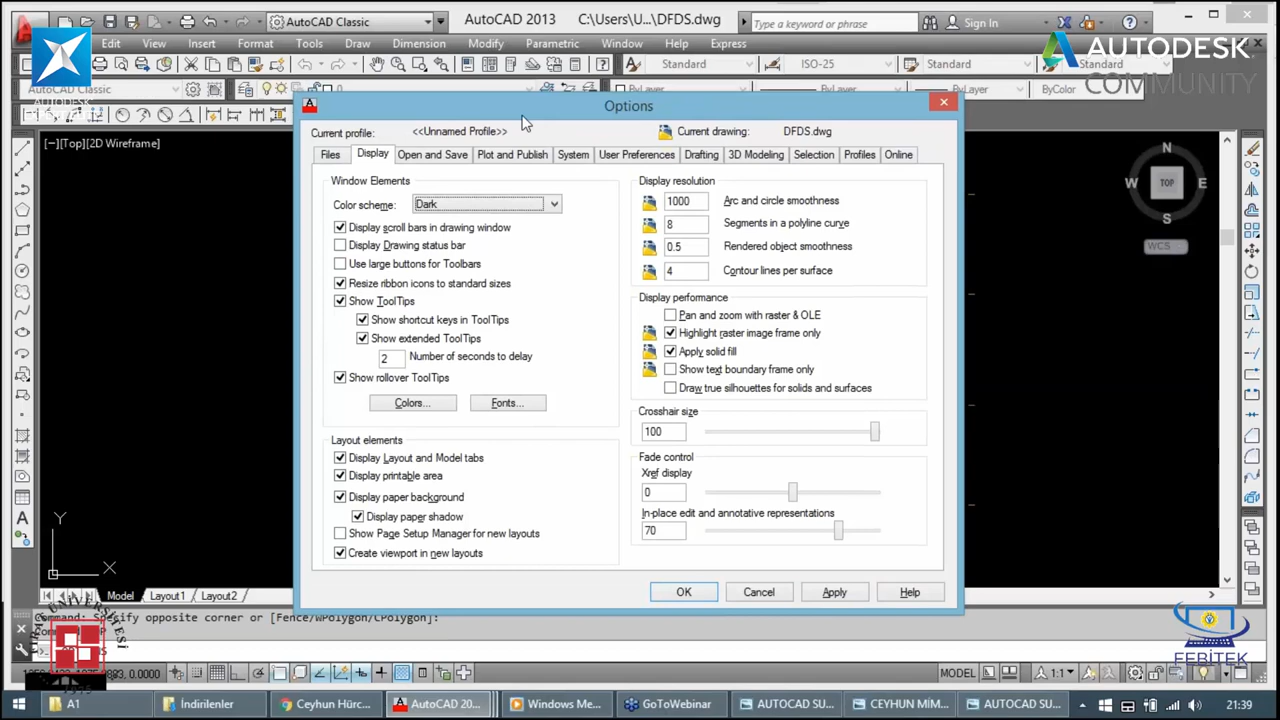 AutoCAD Classic
AutoCAD 2013 C:\Users\U...\DFDS.dwg
Type a keyword or phrase
Sign In
Edit View Insert Format Tools Draw Dimension Modify Parametric Window Help Express
AUTODESK
COMMUNITY
Standard ISO-25 Standard Standard
AutoCAD Classic 0 ByLayer ByLayer ByLayer ByColor
[−][Top][2D Wireframe]
Options
Current profile: <<Unnamed Profile>> Current drawing: DFDS.dwg
Files Display Open and Save Plot and Publish System User Preferences Drafting 3D Modeling Selection Profiles Online
Window Elements
Color scheme: Dark
Display scroll bars in drawing window
Display Drawing status bar
Use large buttons for Toolbars
Resize ribbon icons to standard sizes
Show ToolTips
Show shortcut keys in ToolTips
Show extended ToolTips
2 Number of seconds to delay
Show rollover ToolTips
Colors... Fonts...
Layout elements
Display Layout and Model tabs
Display printable area
Display paper background
Display paper shadow
Show Page Setup Manager for new layouts
Create viewport in new layouts
Display resolution
1000 Arc and circle smoothness
8 Segments in a polyline curve
0.5 Rendered object smoothness
4 Contour lines per surface
Display performance
Pan and zoom with raster & OLE
Highlight raster image frame only
Apply solid fill
Show text boundary frame only
Draw true silhouettes for solids and surfaces
Crosshair size
100
Fade control
Xref display
0
In-place edit and annotative representations
70
OK Cancel Apply Help
N
W TOP E
S
WCS
Y
X
Model Layout1 Layout2
Command: Specify opposite corner or [Fence/WPolygon/CPolygon]:
MODEL 1:1
1975
FEBİTEK
A1 İndirilenler Ceyhun Hürc... AutoCAD 20... Windows Me... GoToWebinar AUTOCAD SU... CEYHUN MİM... AUTOCAD SU... 21:39